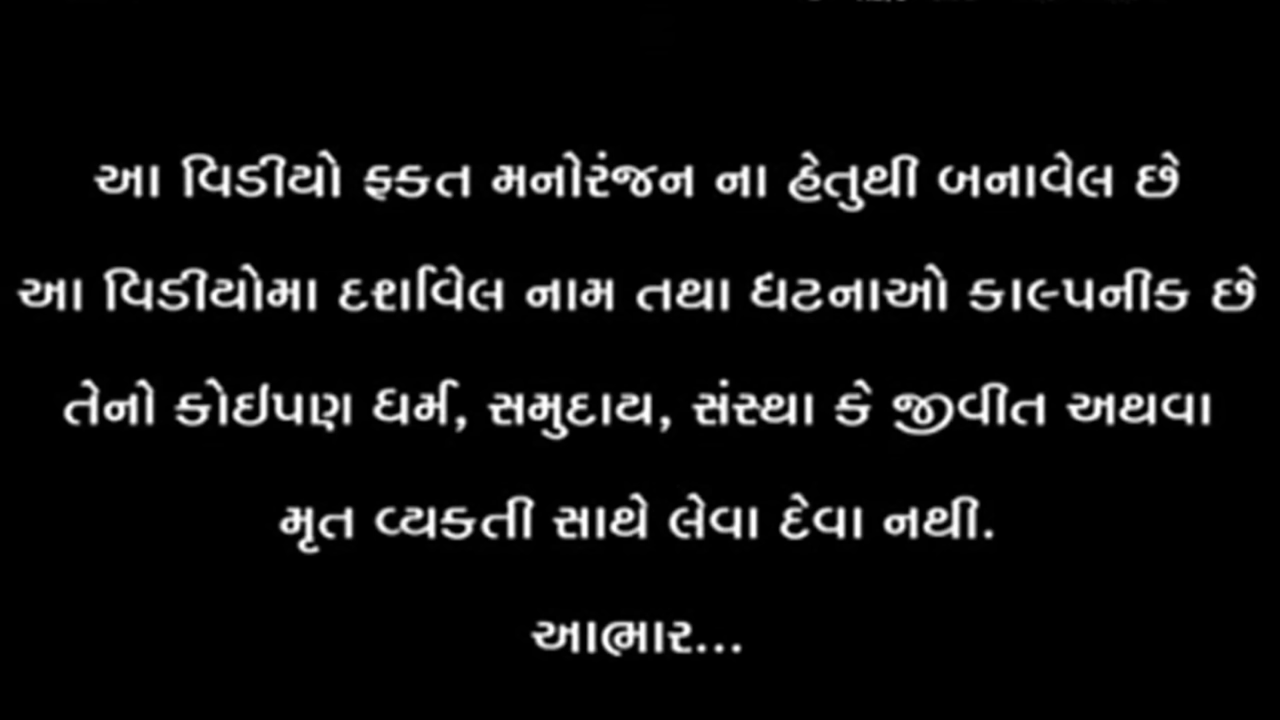 આ વિડીયો ફકત મનોરંજન ના હેતુથી બનાવેલ છે
આ વિડીયોમા દર્શાવેલ નામ તથા ઘટનાઓ કાલ્પનીક છે
તેનો કોઇપણ ધર્મ, સમુદાય, સંસ્થા કે જીવીત અથવા
મૃત વ્યકતી સાથે લેવા દેવા નથી.
આભાર...